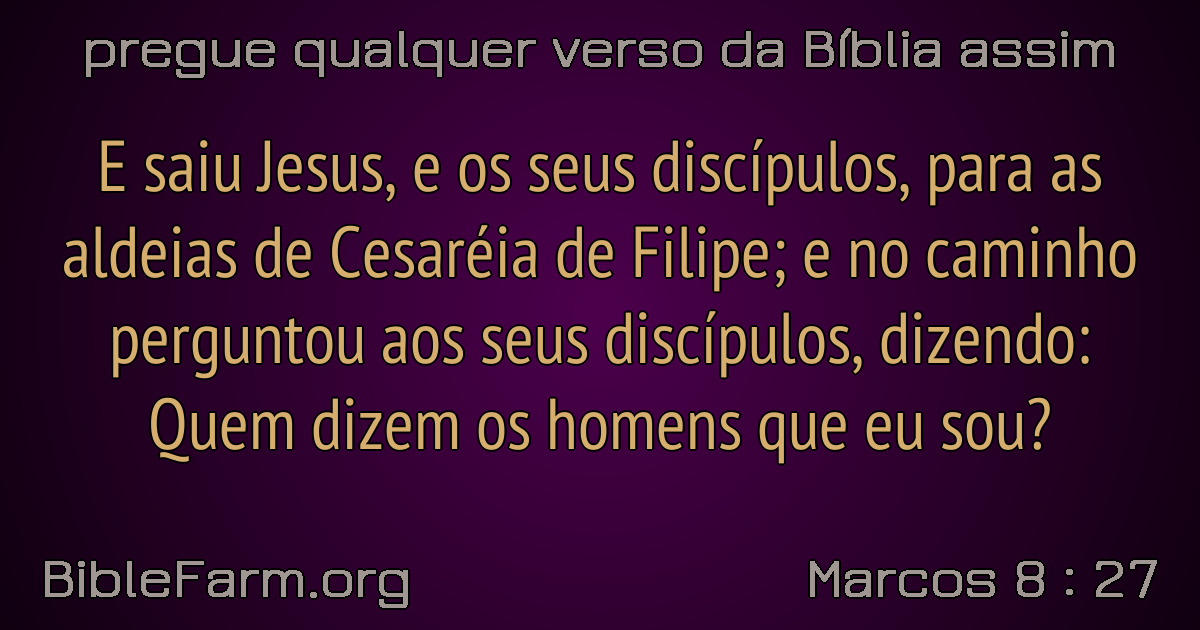 pregue qualquer verso da Bíblia assim
E saiu Jesus, e os seus discípulos, para as
aldeias de Cesaréia de Filipe; e no caminho
perguntou aos seus discípulos, dizendo:
Quem dizem os homens que eu sou?
BibleFarm.org
Marcos 8 : 27